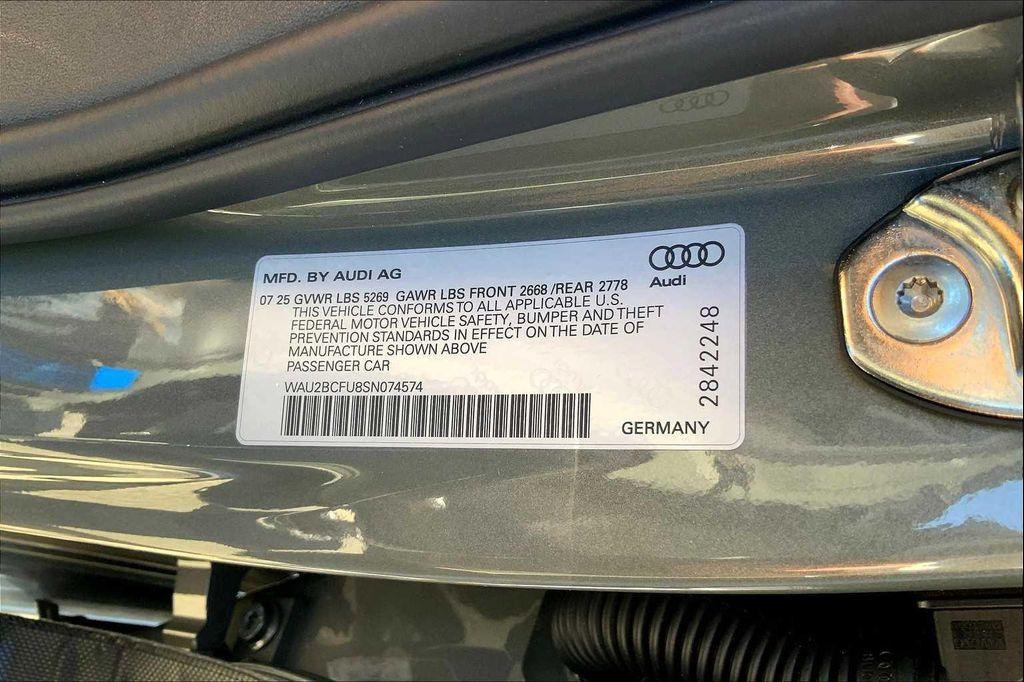 MFD. BY AUDI AG
Audi
07 25 GVWR LBS 5269 GAWR LBS FRONT 2668 /REAR 2778
THIS VEHICLE CONFORMS TO ALL APPLICABLE U.S.
FEDERAL MOTOR VEHICLE SAFETY, BUMPER AND THEFT
PREVENTION STANDARDS IN EFFECT ON THE DATE OF
MANUFACTURE SHOWN ABOVE
PASSENGER CAR
WAU2BCFU8SN074574
2842248
GERMANY